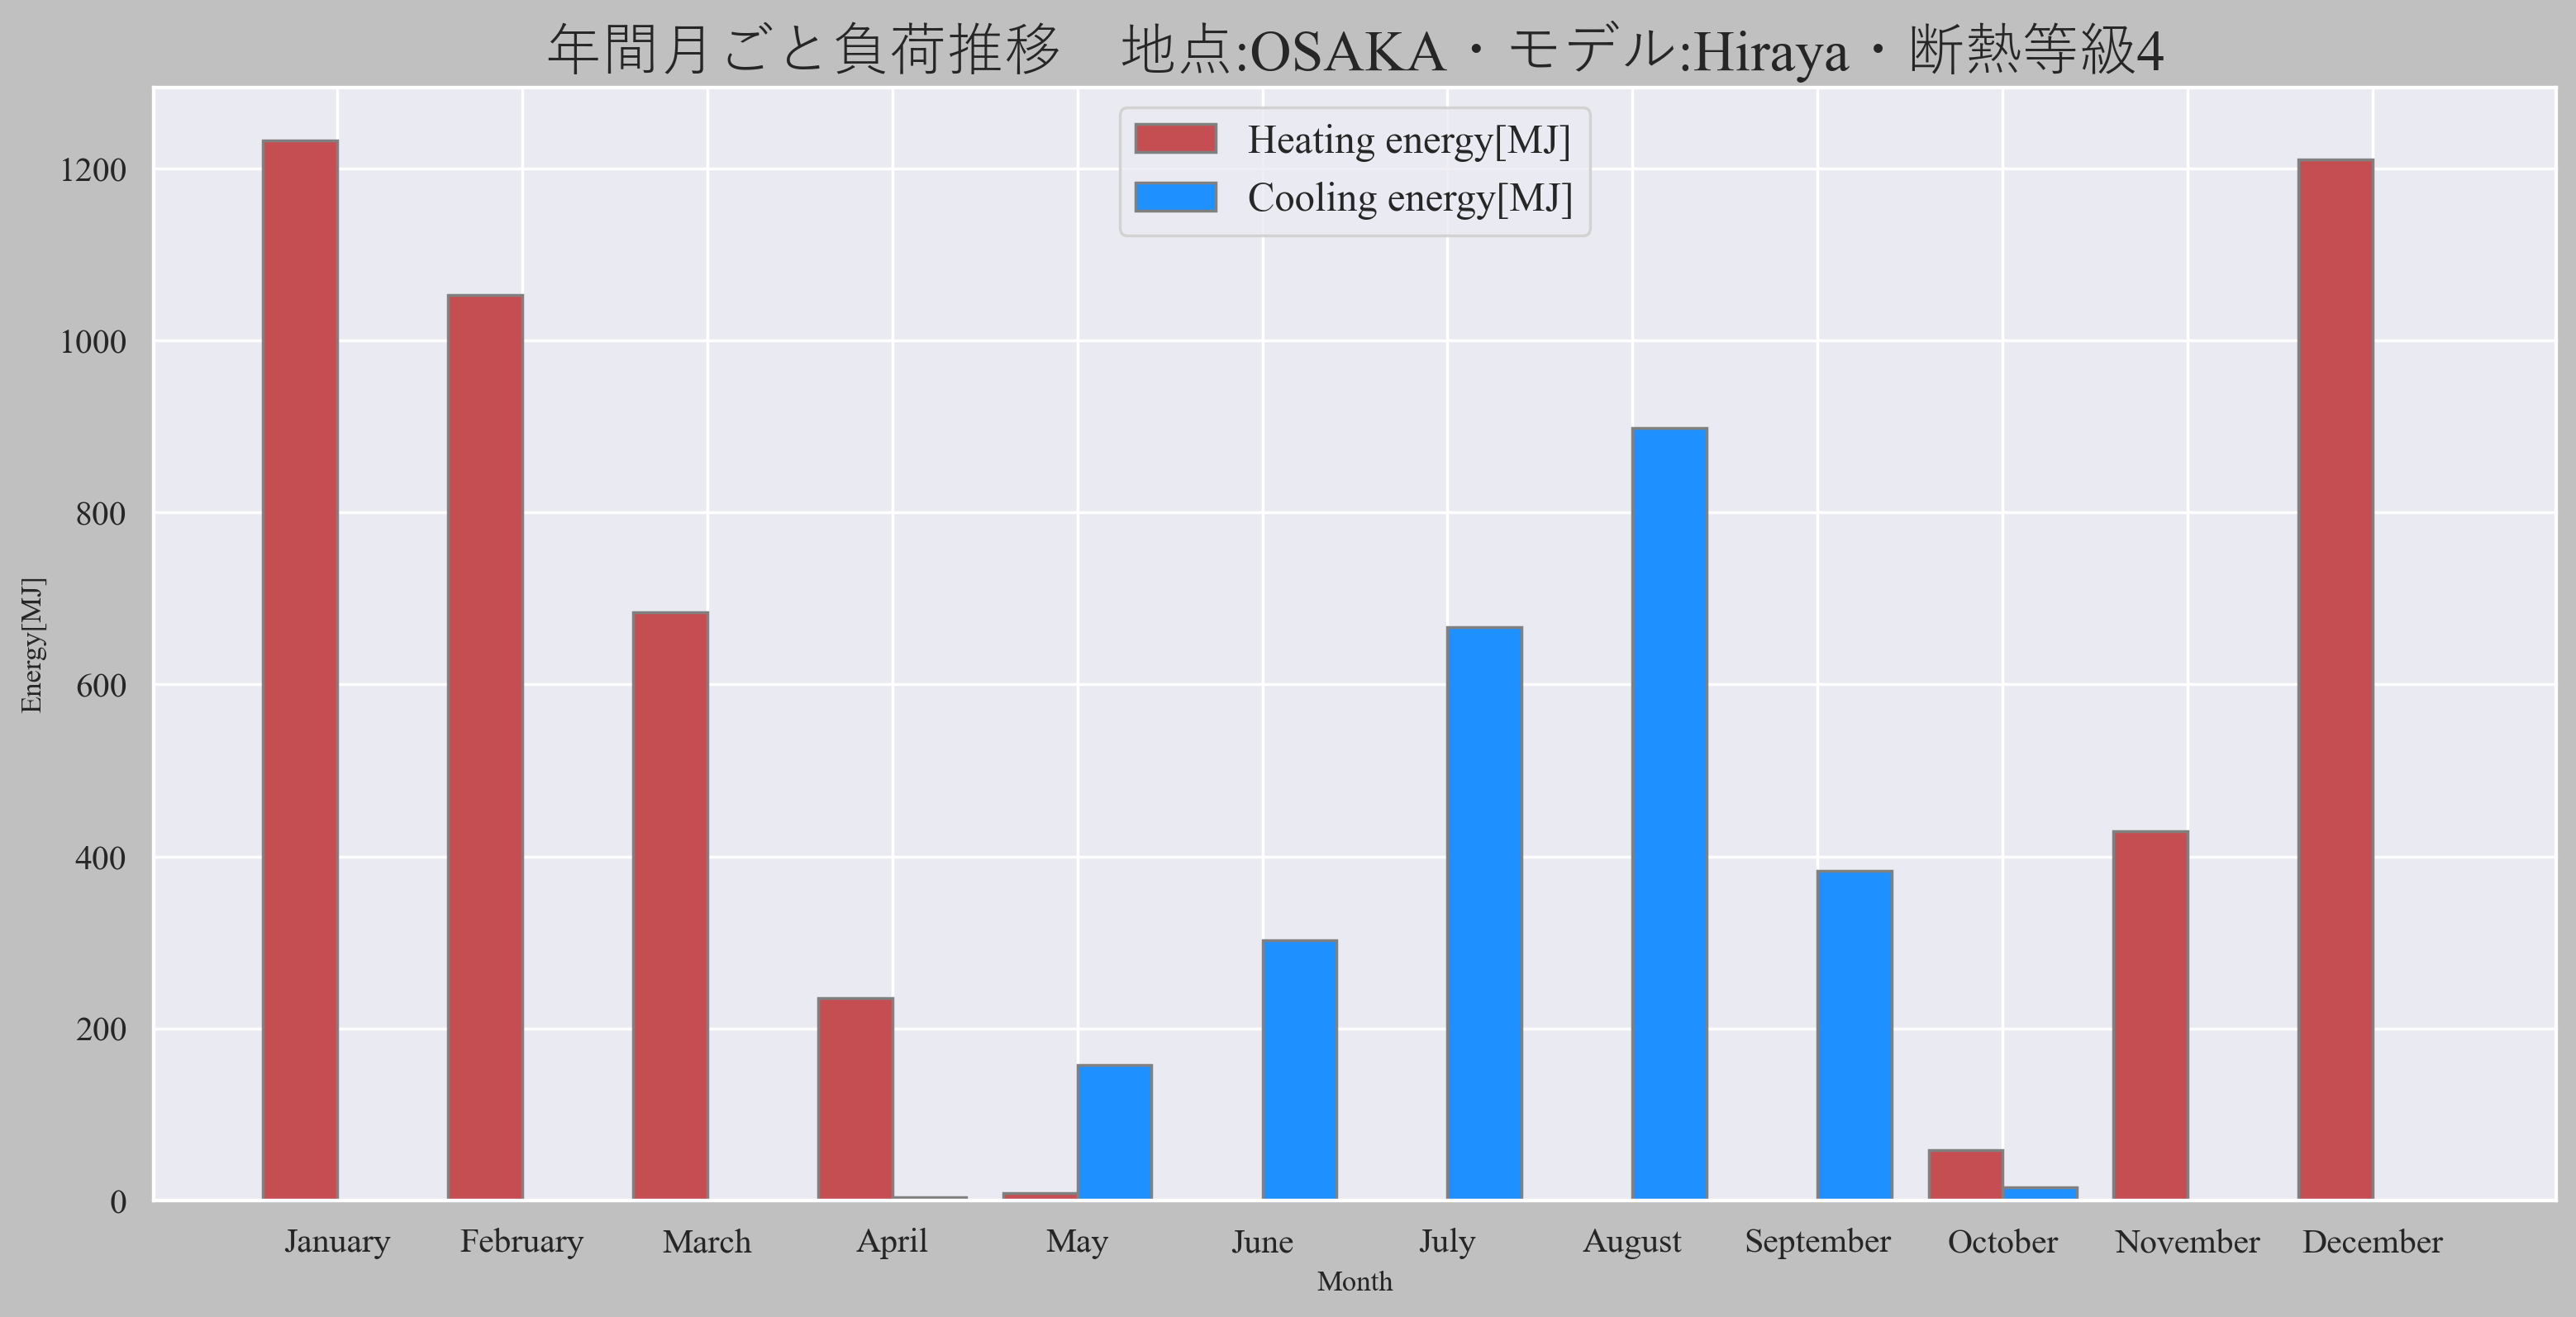 年間月ごと負荷推移　地点:OSAKA・モデル:Hiraya・断熱等級4
Heating energy[MJ]
Cooling energy[MJ]
1200
1000
800
600
400
200
0
Energy[MJ]
January February March April May June July August September October November December
Month